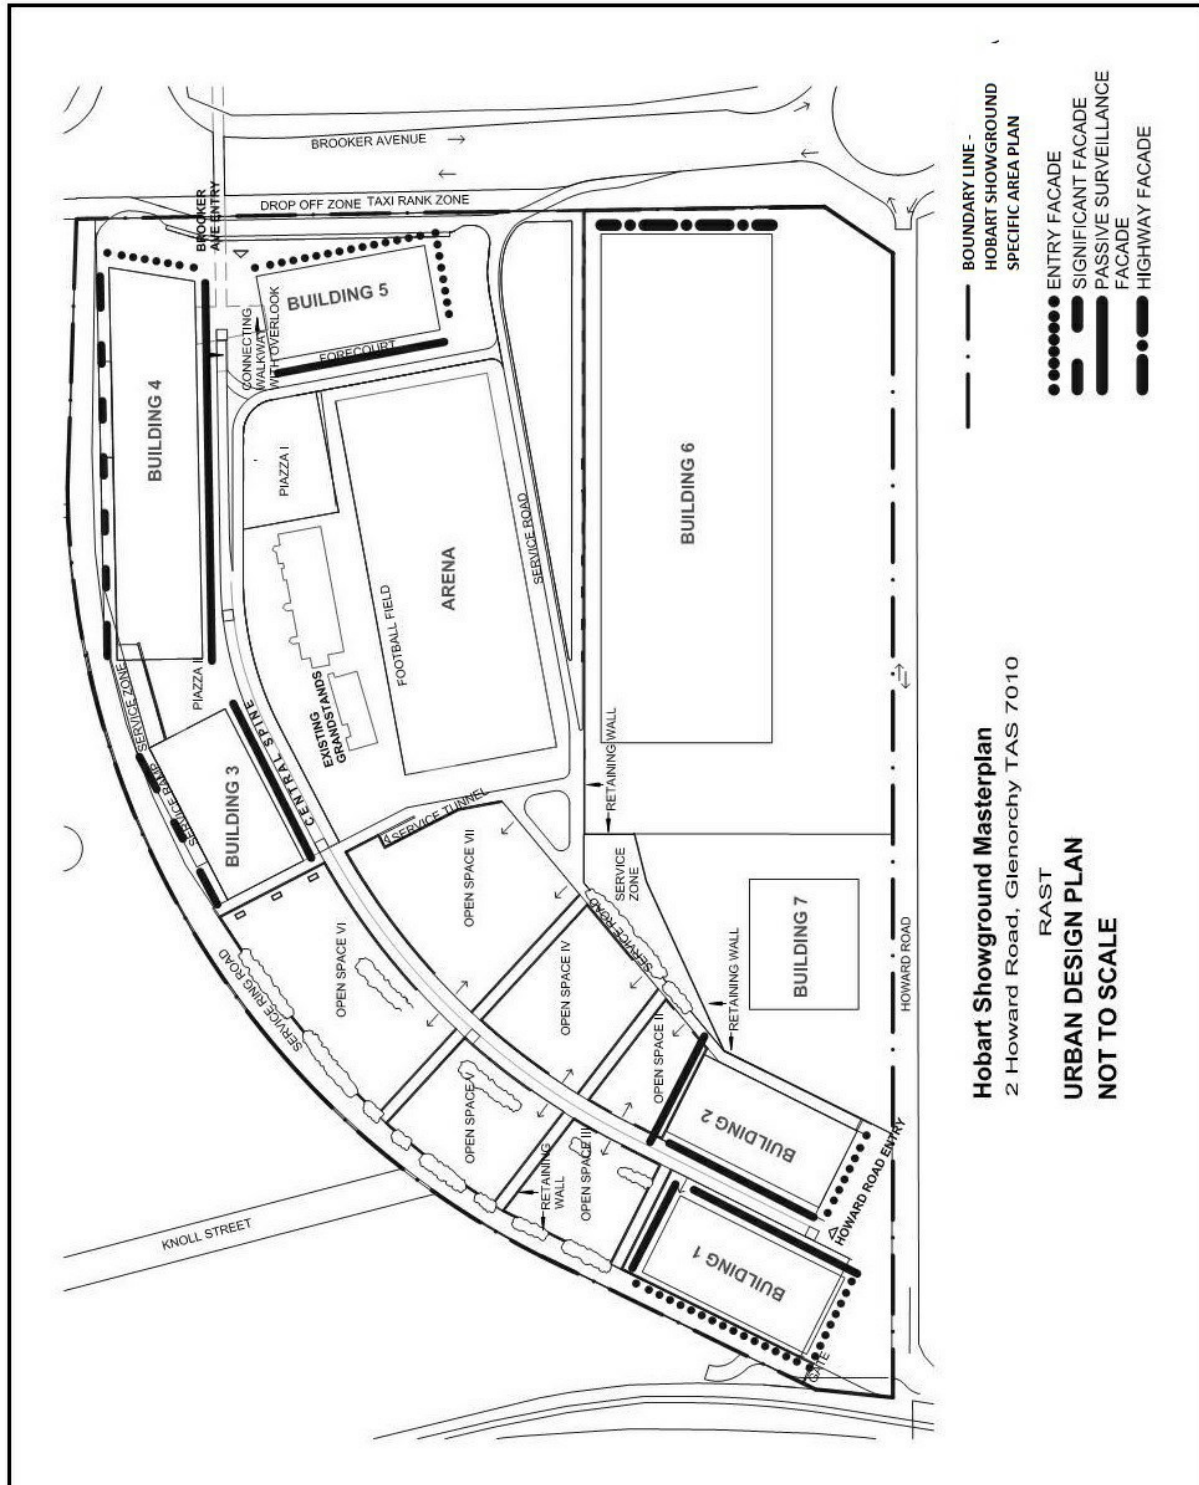 BROOKER AVENUE
DROP OFF ZONE TAXI RANK ZONE
BROOKER
AVE ENTRY
BUILDING 5
CONNECTING
WALKWAY
WITH OVERLOOK
FORECOURT
BUILDING 4
PIAZZA I
BUILDING 6
ARENA
FOOTBALL FIELD
SERVICE ROAD
EXISTING
GRANDSTANDS
PIAZZA II
SERVICE ZONE
SERVICE RAMP
BUILDING 3
CENTRAL SPINE
SERVICE TUNNEL
RETAINING WALL
SERVICE
ZONE
OPEN SPACE VII
OPEN SPACE VI
SERVICE RING ROAD
SERVICE ROAD
OPEN SPACE IV
OPEN SPACE V
OPEN SPACE II
OPEN SPACE III
RETAINING WALL
RETAINING
WALL
BUILDING 7
HOWARD ROAD
BUILDING 2
BUILDING 1
HOWARD ROAD ENTRY
GATE
KNOLL STREET
BOUNDARY LINE -
HOBART SHOWGROUND
SPECIFIC AREA PLAN
ENTRY FACADE
SIGNIFICANT FACADE
PASSIVE SURVEILLANCE
FACADE
HIGHWAY FACADE
Hobart Showground Masterplan
2 Howard Road, Glenorchy TAS 7010
RAST
URBAN DESIGN PLAN
NOT TO SCALE